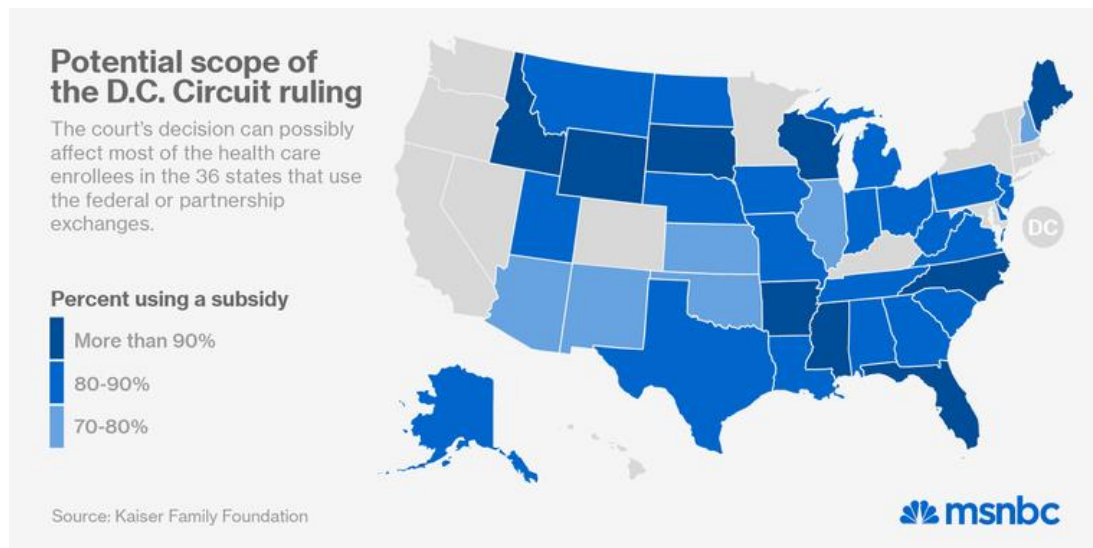 Potential scope of
the D.C. Circuit ruling
The court's decision can possibly
affect most of the health care
enrollees in the 36 states that use
the federal or partnership
exchanges.
Percent using a subsidy
More than 90%
80-90%
70-80%
DC
Source: Kaiser Family Foundation
msnbc